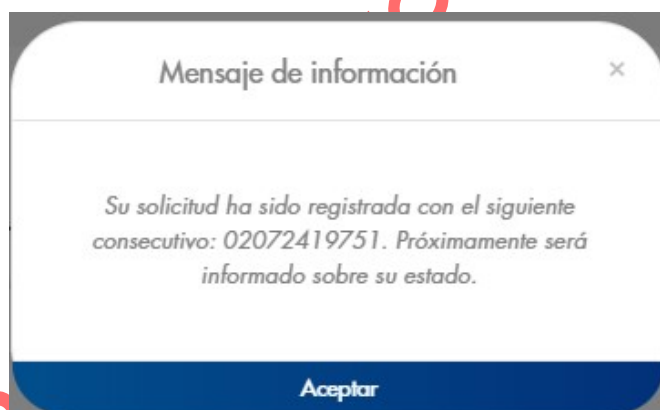 Mensaje de información ×
Su solicitud ha sido registrada con el siguiente
consecutivo: 02072419751. Próximamente será
informado sobre su estado.
Aceptar